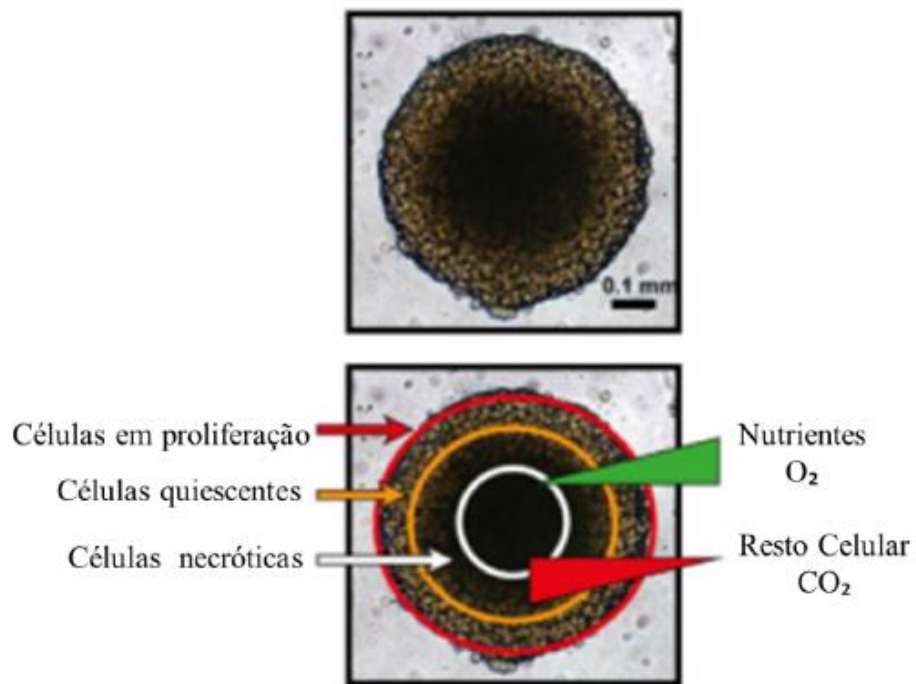 0.1 mm
Células em proliferação
Células quiescentes
Células necróticas
Nutrientes
O₂
Resto Celular
CO₂